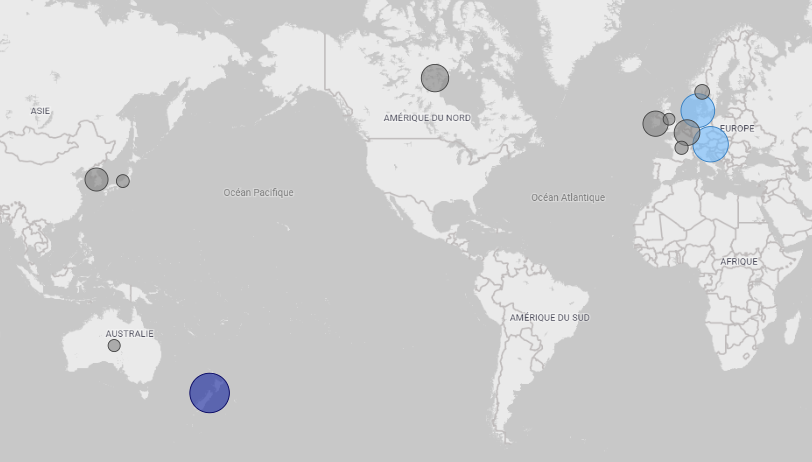 ASIE
AMÉRIQUE DU NORD
EUROPE
Océan Pacifique
Océan Atlantique
AFRIQUE
AMÉRIQUE DU SUD
AUSTRALIE